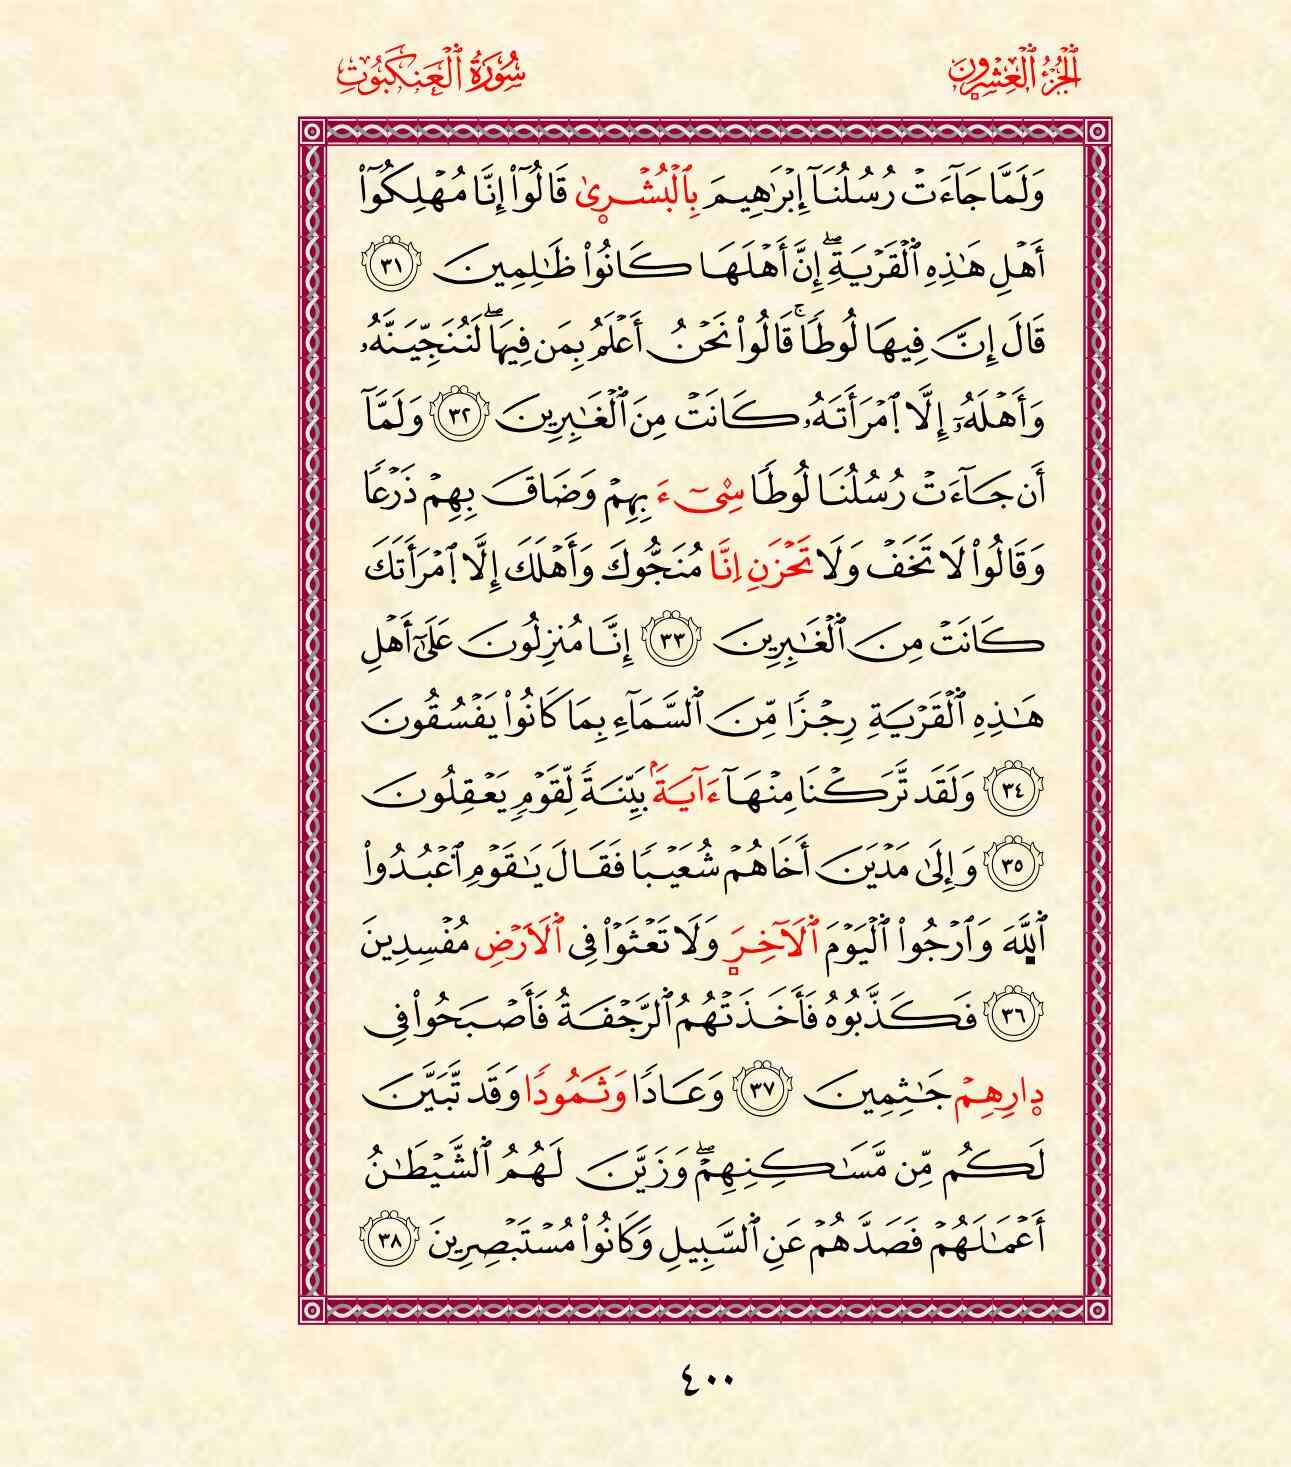 الجُزْءُ ٱلْعِشْرُونَ
سُورَةُ ٱلْعَنكَبُوتِ
وَلَمَّا جَآءَتْ رُسُلُنَآ إِبْرَٰهِيمَ بِٱلْبُشْرٜىٰ قَالُوٓا۟ إِنَّا مُهْلِكُوٓا۟
أَهْلِ هَٰذِهِ ٱلْقَرْيَةِۖ إِنَّ أَهْلَهَا كَانُوا۟ ظَٰلِمِينَ ٣١
قَالَ إِنَّ فِيهَا لُوطًاۚ قَالُوا۟ نَحْنُ أَعْلَمُ بِمَن فِيهَاۖ لَنُنَجِّيَنَّهُۥ
وَأَهْلَهُۥٓ إِلَّا ٱمْرَأَتَهُۥ كَانَتْ مِنَ ٱلْغَٰبِرِينَ ٣٢ وَلَمَّآ
أَن جَآءَتْ رُسُلُنَا لُوطًا سِيٓءَ بِهِمْ وَضَاقَ بِهِمْ ذَرْعًا
وَقَالُوا۟ لَا تَخَفْ وَلَا تَحْزَنِ اِنَّا مُنَجُّوكَ وَأَهْلَكَ إِلَّا ٱمْرَأَتَكَ
كَانَتْ مِنَ ٱلْغَٰبِرِينَ ٣٣ إِنَّا مُنزِلُونَ عَلَىٰٓ أَهْلِ
هَٰذِهِ ٱلْقَرْيَةِ رِجْزًا مِّنَ ٱلسَّمَآءِ بِمَا كَانُوا۟ يَفْسُقُونَ
٣٤ وَلَقَد تَّرَكْنَا مِنْهَآ ءَآيَةَۢ بَيِّنَةً لِّقَوْمٍ يَعْقِلُونَ
٣٥ وَإِلَىٰ مَدْيَنَ أَخَاهُمْ شُعَيْبًا فَقَالَ يَٰقَوْمِ ٱعْبُدُوا۟
ٱللَّهَ وَٱرْجُوا۟ ٱلْيَوْمَ ٱلَآخِرَ وَلَا تَعْثَوْا۟ فِى ٱلَارْضِ مُفْسِدِينَ
٣٦ فَكَذَّبُوهُ فَأَخَذَتْهُمُ ٱلرَّجْفَةُ فَأَصْبَحُوا۟ فِى
دٜارِهِمْ جَٰثِمِينَ ٣٧ وَعَادًا وَثَمُودًا وَقَد تَّبَيَّنَ
لَكُم مِّن مَّسَٰكِنِهِمْۖ وَزَيَّنَ لَهُمُ ٱلشَّيْطَٰنُ
أَعْمَٰلَهُمْ فَصَدَّهُمْ عَنِ ٱلسَّبِيلِ وَكَانُوا۟ مُسْتَبْصِرِينَ ٣٨
٤٠٠